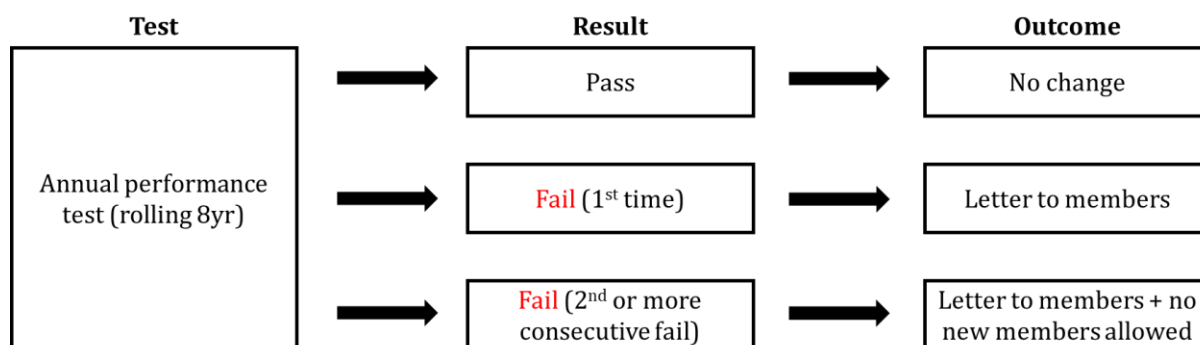 Test
Result
Outcome
Annual performance
test (rolling 8yr)
Pass
No change
Fail (1st time)
Letter to members
Fail (2nd or more
consecutive fail)
Letter to members + no
new members allowed